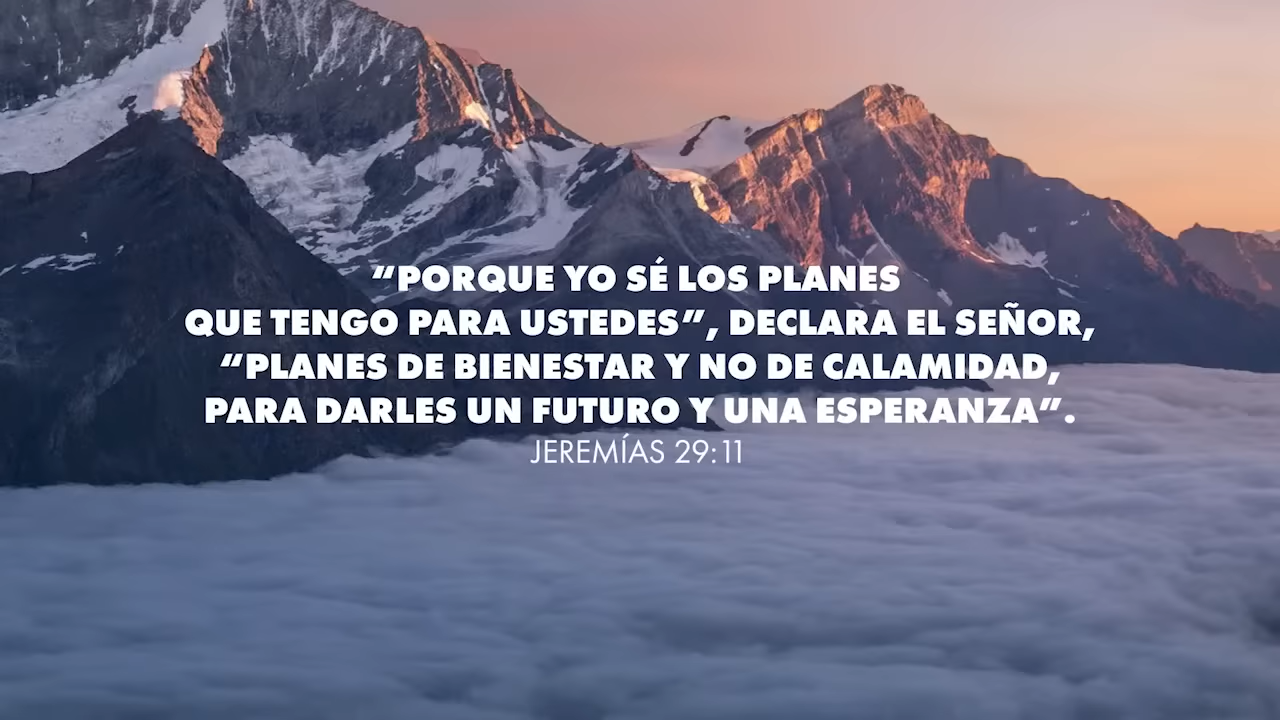 “PORQUE YO SÉ LOS PLANES
QUE TENGO PARA USTEDES”, DECLARA EL SEÑOR,
“PLANES DE BIENESTAR Y NO DE CALAMIDAD,
PARA DARLES UN FUTURO Y UNA ESPERANZA”.
JEREMÍAS 29:11